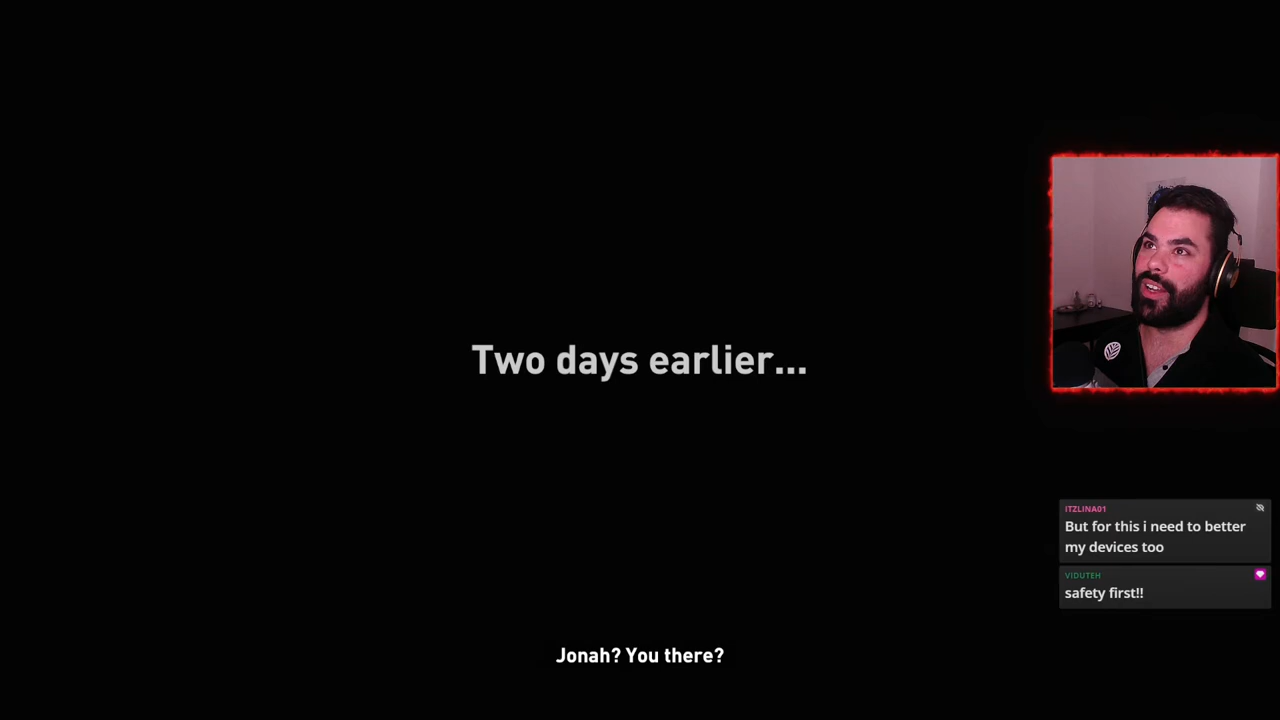 Two days earlier...
ITZLINA01
But for this i need to better
my devices too
VIDUTEH
safety first!!
Jonah? You there?